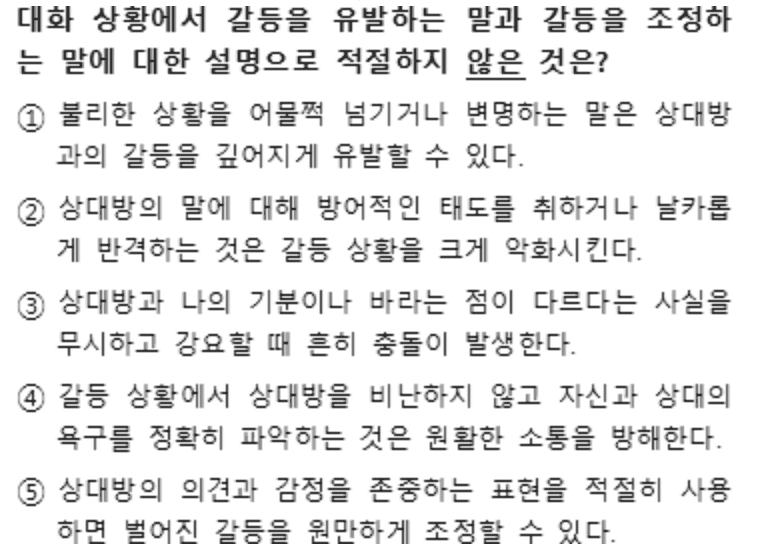 대화 상황에서 갈등을 유발하는 말과 갈등을 조정하
는 말에 대한 설명으로 적절하지 않은 것은?
① 불리한 상황을 어물쩍 넘기거나 변명하는 말은 상대방
과의 갈등을 깊어지게 유발할 수 있다.
② 상대방의 말에 대해 방어적인 태도를 취하거나 날카롭
게 반격하는 것은 갈등 상황을 크게 악화시킨다.
③ 상대방과 나의 기분이나 바라는 점이 다르다는 사실을
무시하고 강요할 때 흔히 충돌이 발생한다.
④ 갈등 상황에서 상대방을 비난하지 않고 자신과 상대의
욕구를 정확히 파악하는 것은 원활한 소통을 방해한다.
⑤ 상대방의 의견과 감정을 존중하는 표현을 적절히 사용
하면 벌어진 갈등을 원만하게 조정할 수 있다.